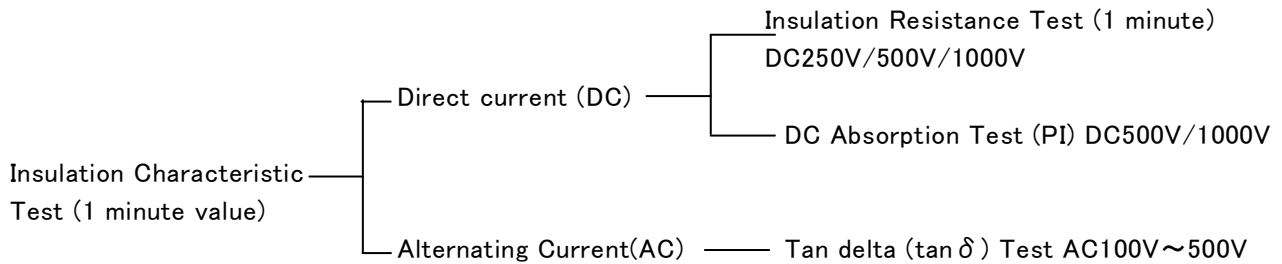 Insulation Resistance Test (1 minute)
DC250V/500V/1000V
Direct current (DC)
DC Absorption Test (PI) DC500V/1000V
Insulation Characteristic
Test (1 minute value)
Alternating Current(AC)
Tan delta (tanδ) Test AC100V～500V